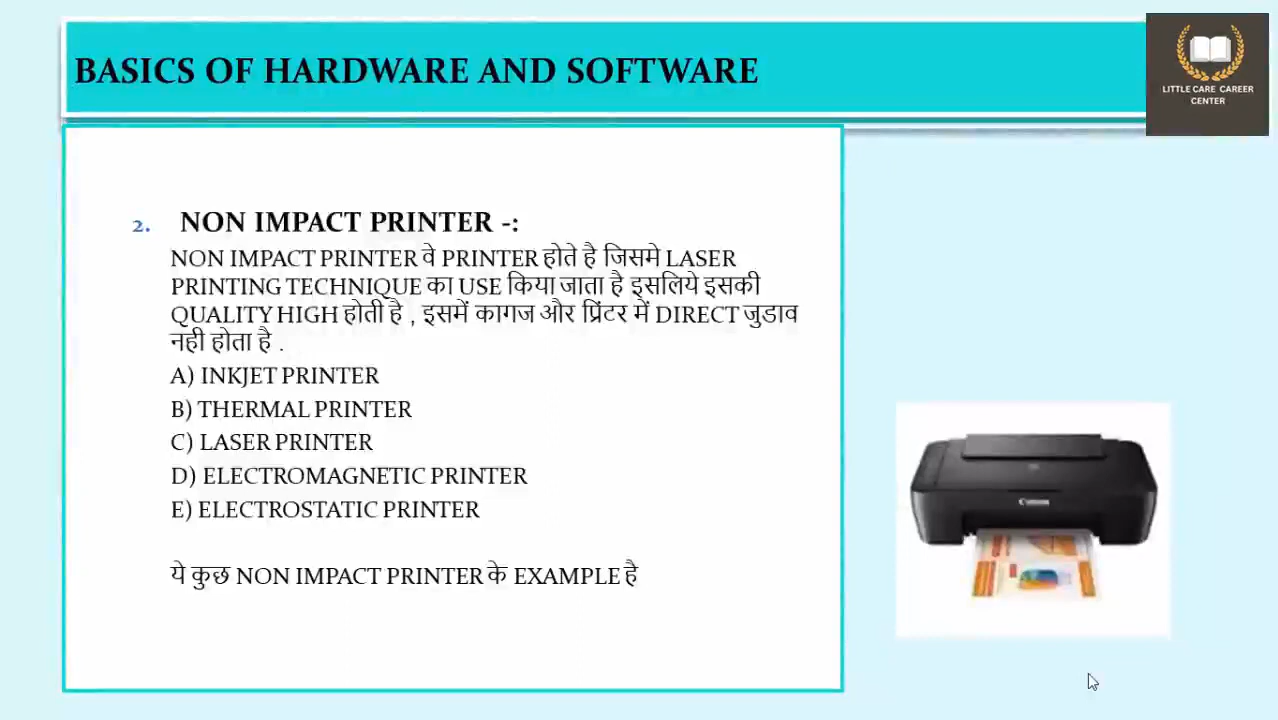 BASICS OF HARDWARE AND SOFTWARE
LITTLE CARE CAREER
CENTER
2. NON IMPACT PRINTER -:
NON IMPACT PRINTER वे PRINTER होते है जिसमे LASER
PRINTING TECHNIQUE का USE किया जाता है इसलिये इसकी
QUALITY HIGH होती है , इसमें कागज और प्रिंटर में DIRECT जुडाव
नही होता है .
A) INKJET PRINTER
B) THERMAL PRINTER
C) LASER PRINTER
D) ELECTROMAGNETIC PRINTER
E) ELECTROSTATIC PRINTER
ये कुछ NON IMPACT PRINTER के EXAMPLE है
Canon